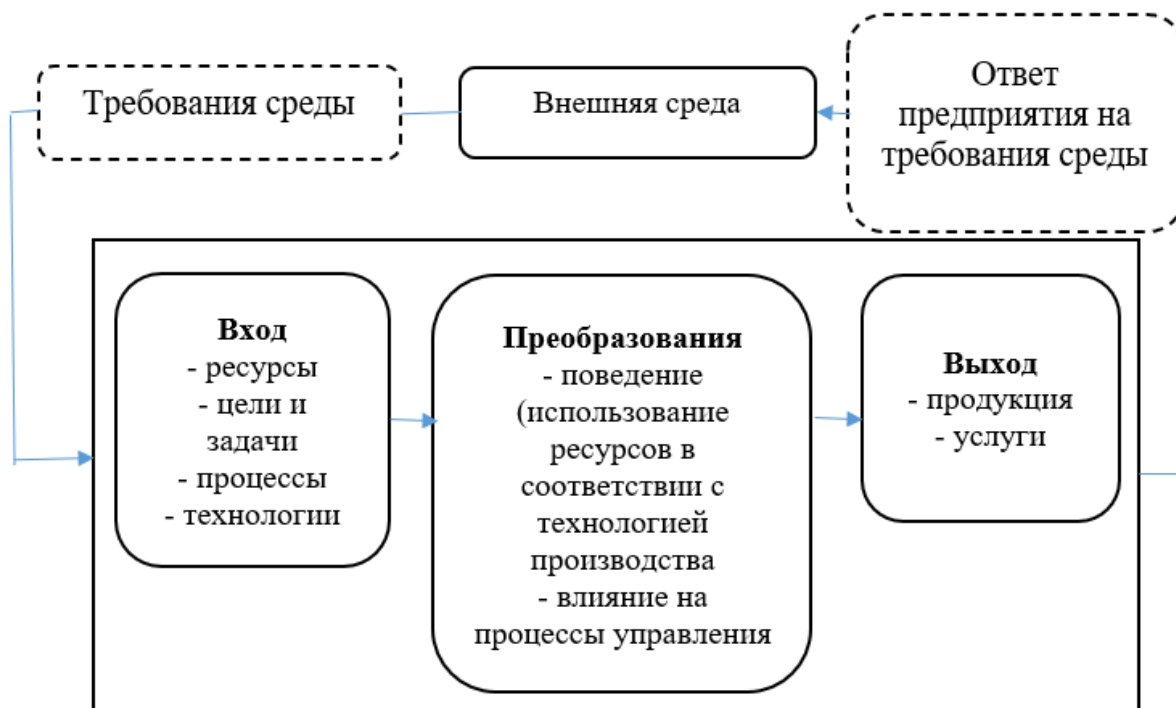 Требования среды
Внешняя среда
Ответ
предприятия на
требования среды
Вход
- ресурсы
- цели и
задачи
- процессы
- технологии
Преобразования
- поведение
(использование
ресурсов в
соответствии с
технологией
производства
- влияние на
процессы управления
Выход
- продукция
- услуги